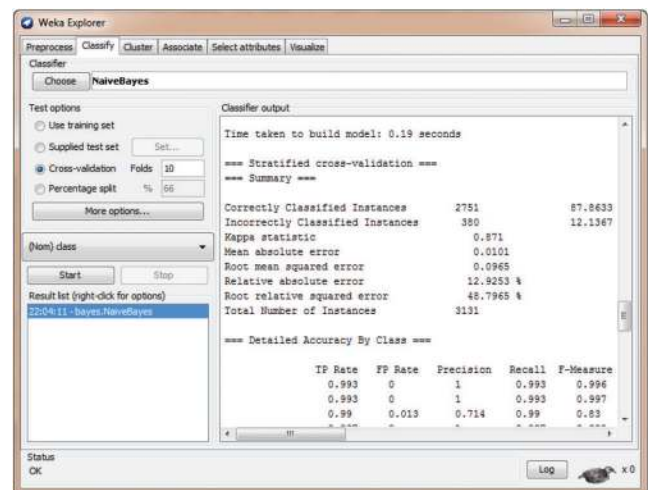 Weka Explorer
Preprocess Classify Cluster Associate Select attributes Visualize
Classifier
Choose NaiveBayes
Test options
Use training set
Supplied test set Set...
Cross-validation Folds 10
Percentage split % 66
More options...
(Nom) class
Start Stop
Result list (right-click for options)
22:04:11 - bayes.NaiveBayes
Classifier output
Time taken to build model: 0.19 seconds
=== Stratified cross-validation ===
=== Summary ===
Correctly Classified Instances 2751 87.8633
Incorrectly Classified Instances 380 12.1367
Kappa statistic 0.871
Mean absolute error 0.0101
Root mean squared error 0.0965
Relative absolute error 12.9253 %
Root relative squared error 48.7965 %
Total Number of Instances 3131
=== Detailed Accuracy By Class ===
TP Rate FP Rate Precision Recall F-Measure
0.993 0 1 0.993 0.996
0.993 0 1 0.993 0.997
0.99 0.013 0.714 0.99 0.83
Status
OK
Log
x 0